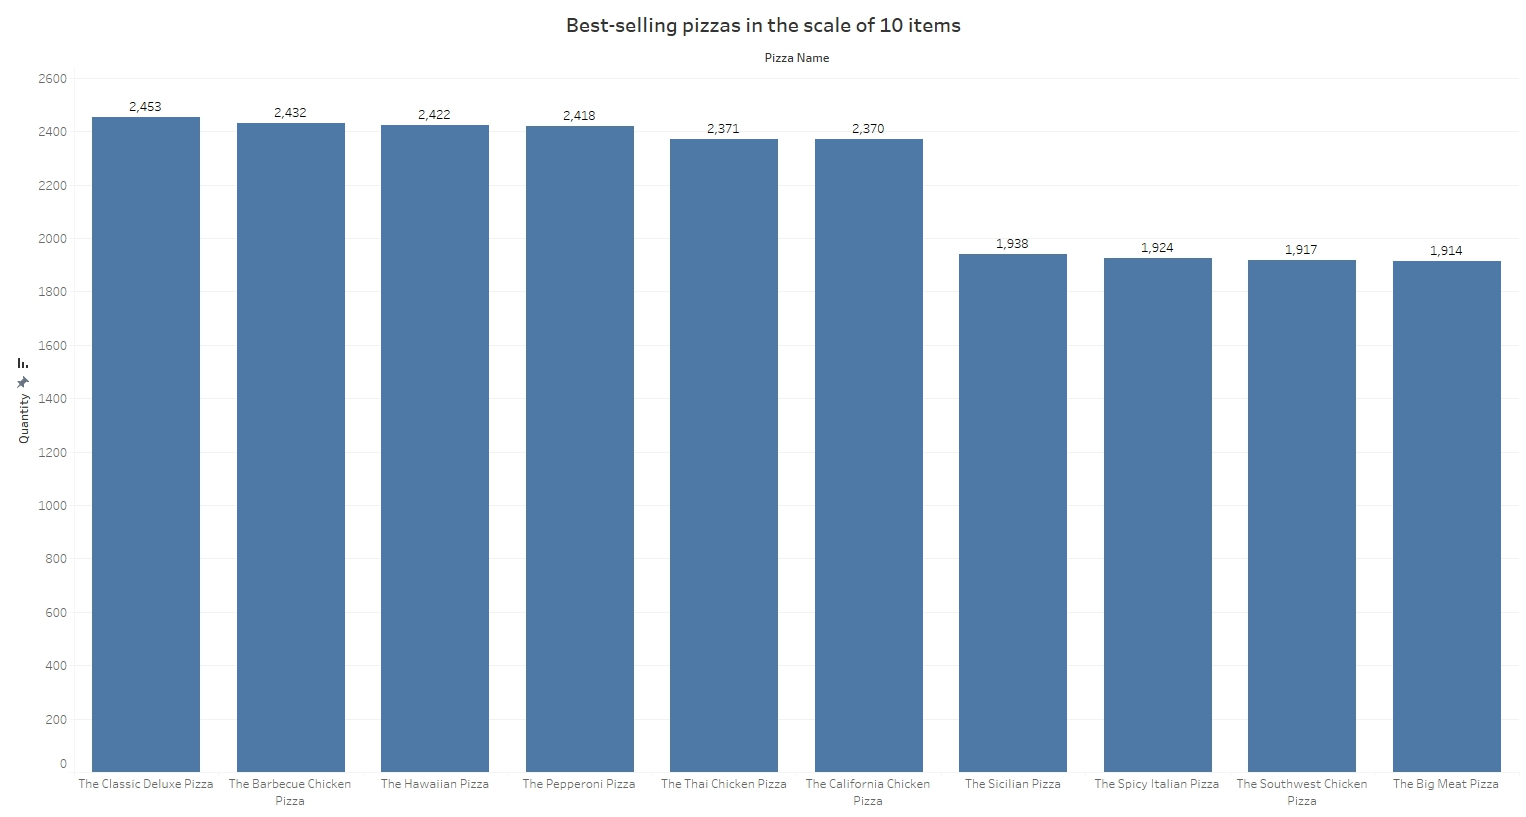 Best-selling pizzas in the scale of 10 items
Pizza Name
2600
2400
2200
2000
1800
1600
1400
1200
1000
800
600
400
200
0
Quantity
2,453
2,432
2,422
2,418
2,371
2,370
1,938
1,924
1,917
1,914
The Classic Deluxe Pizza
The Barbecue Chicken
Pizza
The Hawaiian Pizza
The Pepperoni Pizza
The Thai Chicken Pizza
The California Chicken
Pizza
The Sicilian Pizza
The Spicy Italian Pizza
The Southwest Chicken
Pizza
The Big Meat Pizza